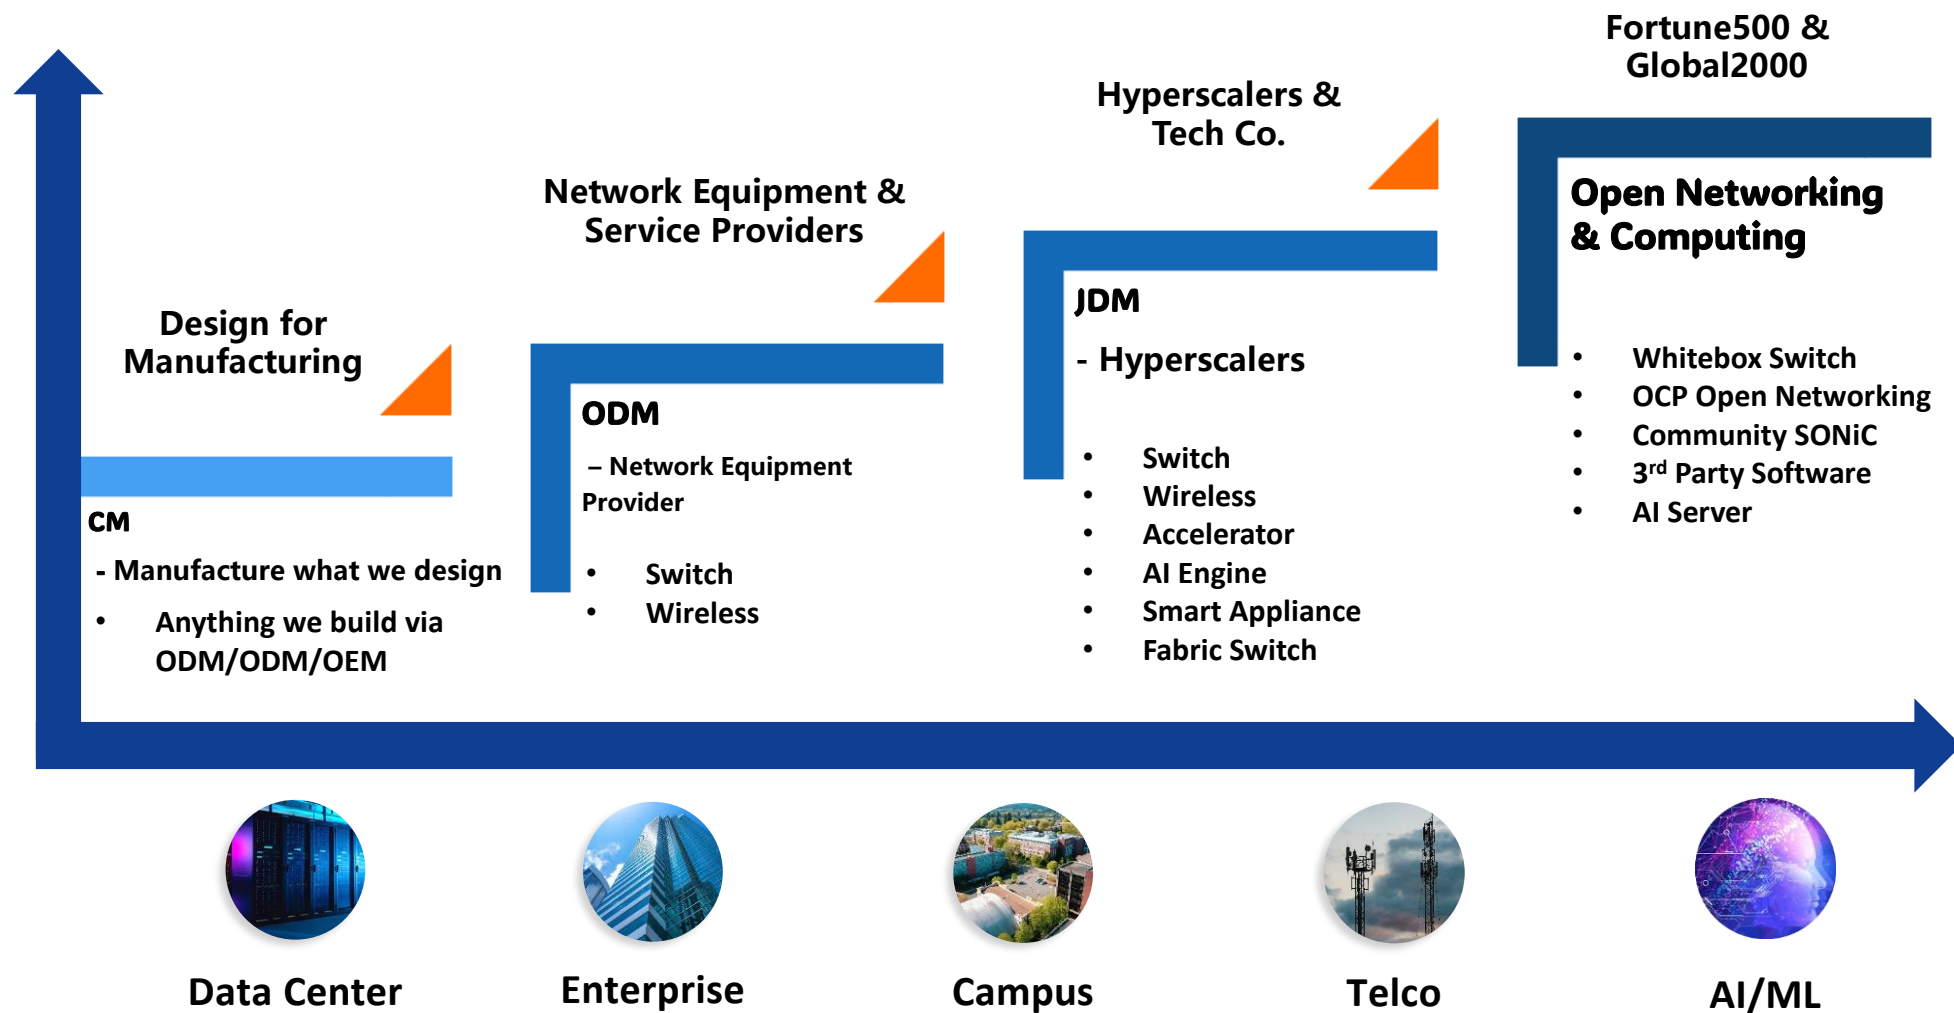 Design for
Manufacturing
CM
- Manufacture what we design
• Anything we build via
ODM/ODM/OEM
Network Equipment &
Service Providers
ODM
– Network Equipment
Provider
• Switch
• Wireless
Hyperscalers &
Tech Co.
JDM
- Hyperscalers
• Switch
• Wireless
• Accelerator
• AI Engine
• Smart Appliance
• Fabric Switch
Fortune500 &
Global2000
Open Networking
& Computing
• Whitebox Switch
• OCP Open Networking
• Community SONiC
• 3rd Party Software
• AI Server
Data Center
Enterprise
Campus
Telco
AI/ML